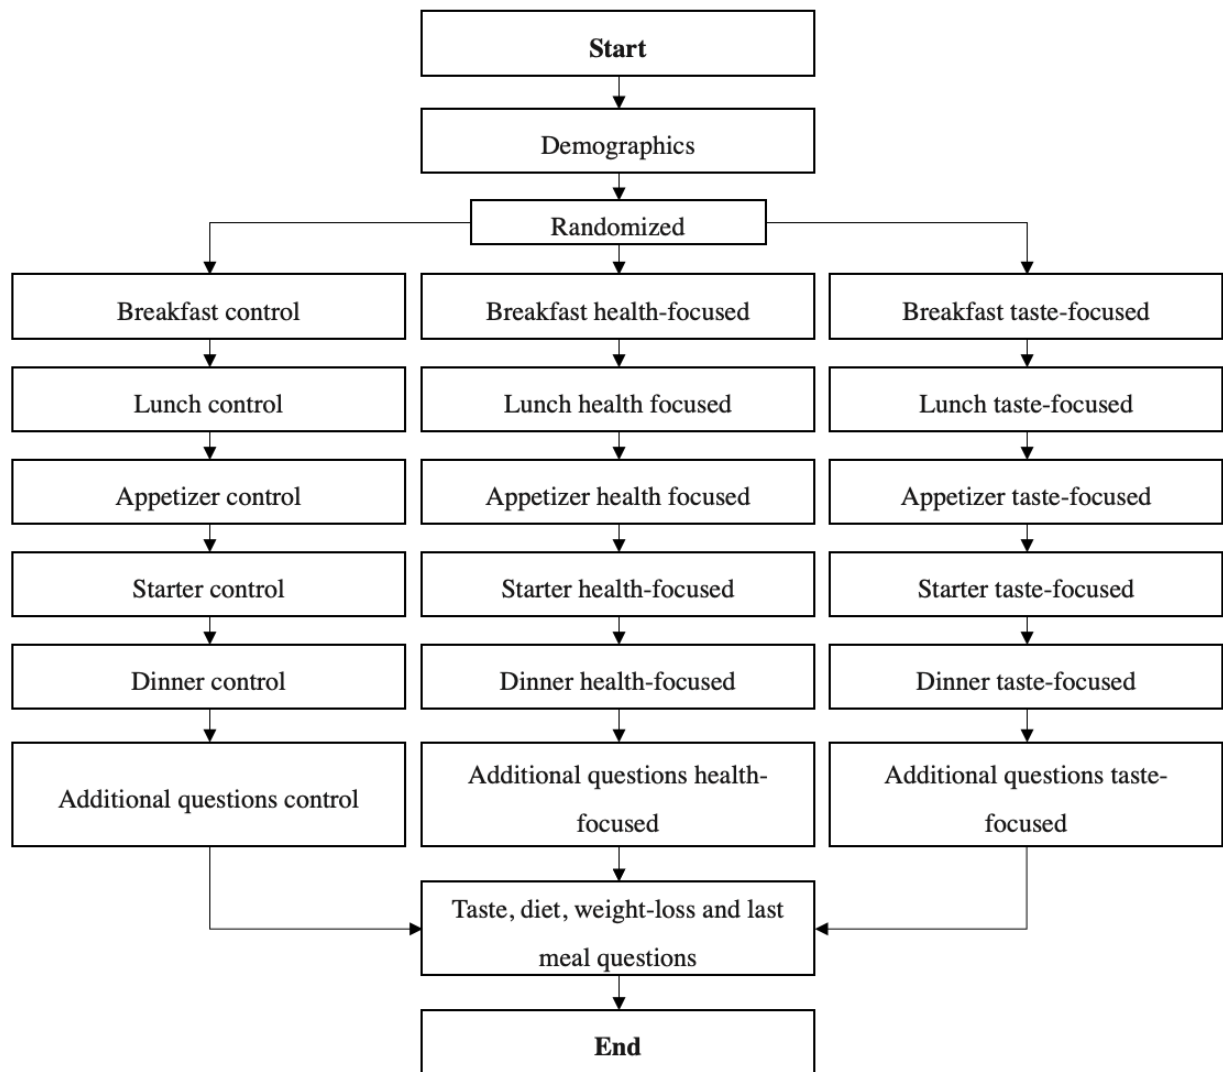 Start
Demographics
Randomized
Breakfast control
Breakfast health-focused
Breakfast taste-focused
Lunch control
Lunch health focused
Lunch taste-focused
Appetizer control
Appetizer health focused
Appetizer taste-focused
Starter control
Starter health-focused
Starter taste-focused
Dinner control
Dinner health-focused
Dinner taste-focused
Additional questions control
Additional questions health-
focused
Additional questions taste-
focused
Taste, diet, weight-loss and last
meal questions
End